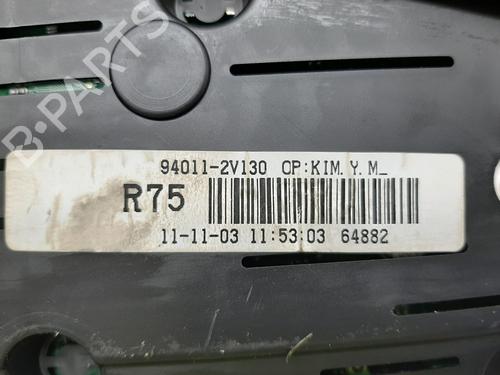 B-PARTS
94011-2V130 OP:KIM.Y.M_
R75
11-11-03 11:53:03 64882